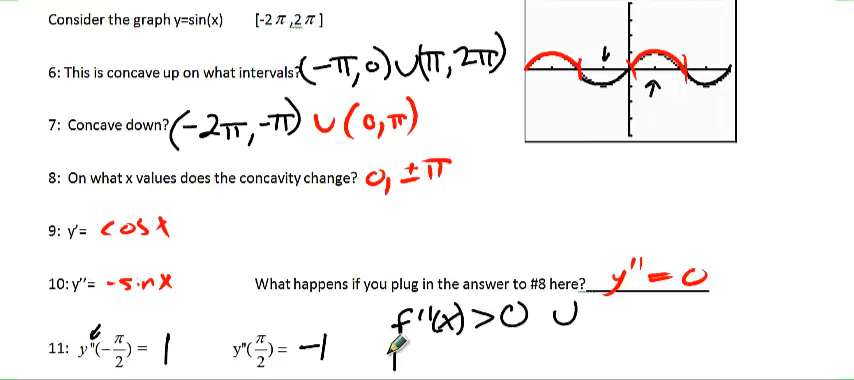 Consider the graph y=sin(x) [-2π,2π]
6: This is concave up on what intervals? (-π, 0) ∪ (π, 2π)
7: Concave down? (-2π, -π) ∪ (0, π)
8: On what x values does the concavity change? 0, ±π
9: y'= cos x
10: y''= -sin x What happens if you plug in the answer to #8 here? y'' = 0
f''(x) > 0 ∪
11: y''(-π/2) = 1 y''(π/2) = -1